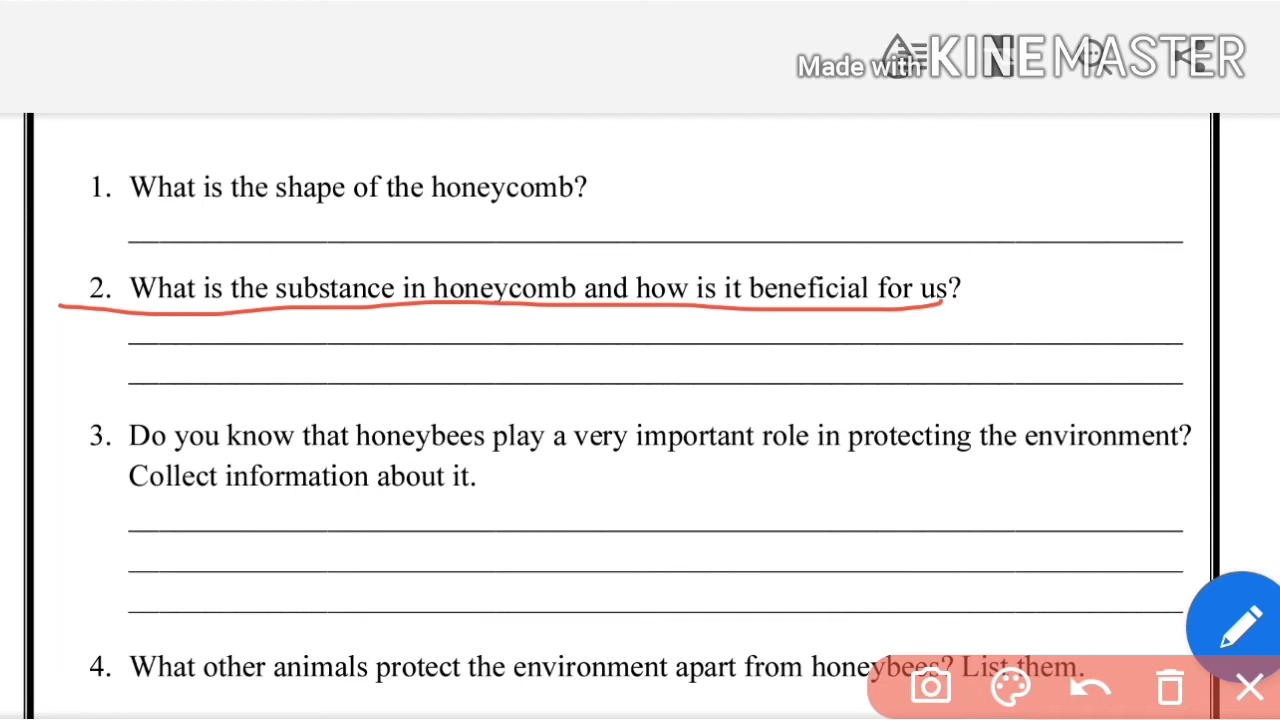 Made with KINEMASTER
1. What is the shape of the honeycomb?
2. What is the substance in honeycomb and how is it beneficial for us?
3. Do you know that honeybees play a very important role in protecting the environment?
Collect information about it.
4. What other animals protect the environment apart from honeybees? List them.